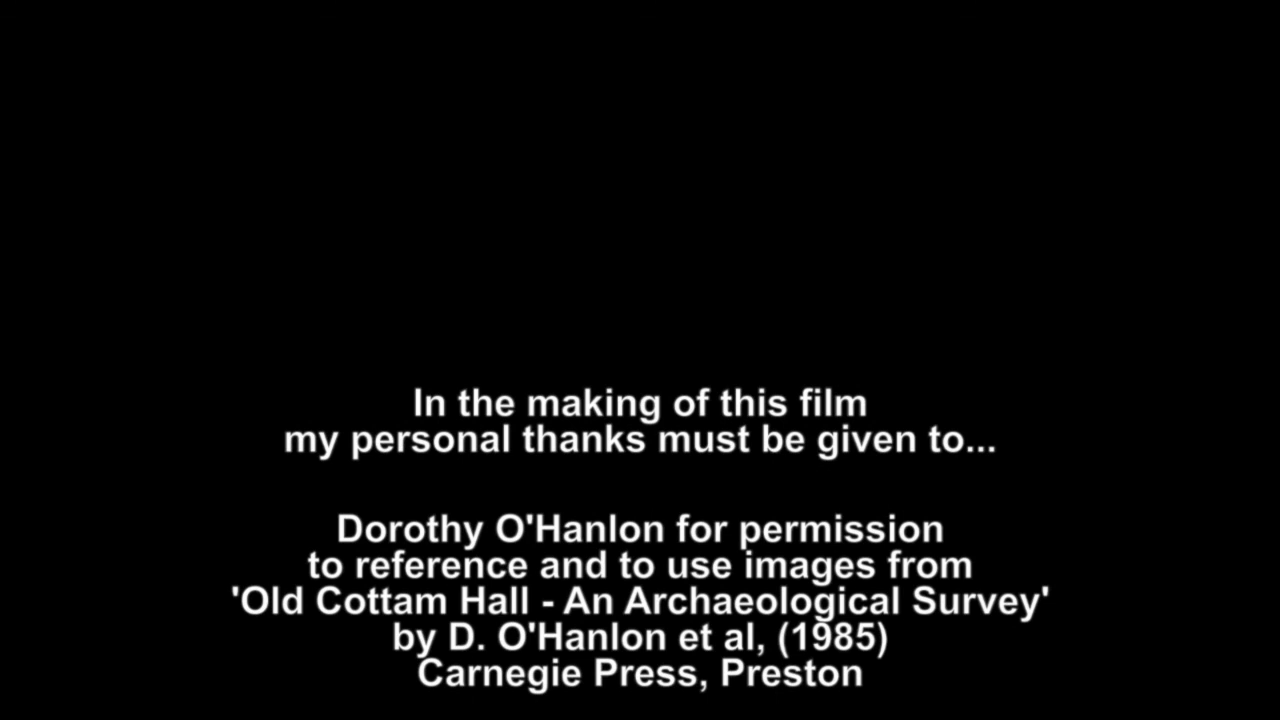 In the making of this film
my personal thanks must be given to...
Dorothy O'Hanlon for permission
to reference and to use images from
'Old Cottam Hall - An Archaeological Survey'
by D. O'Hanlon et al, (1985)
Carnegie Press, Preston